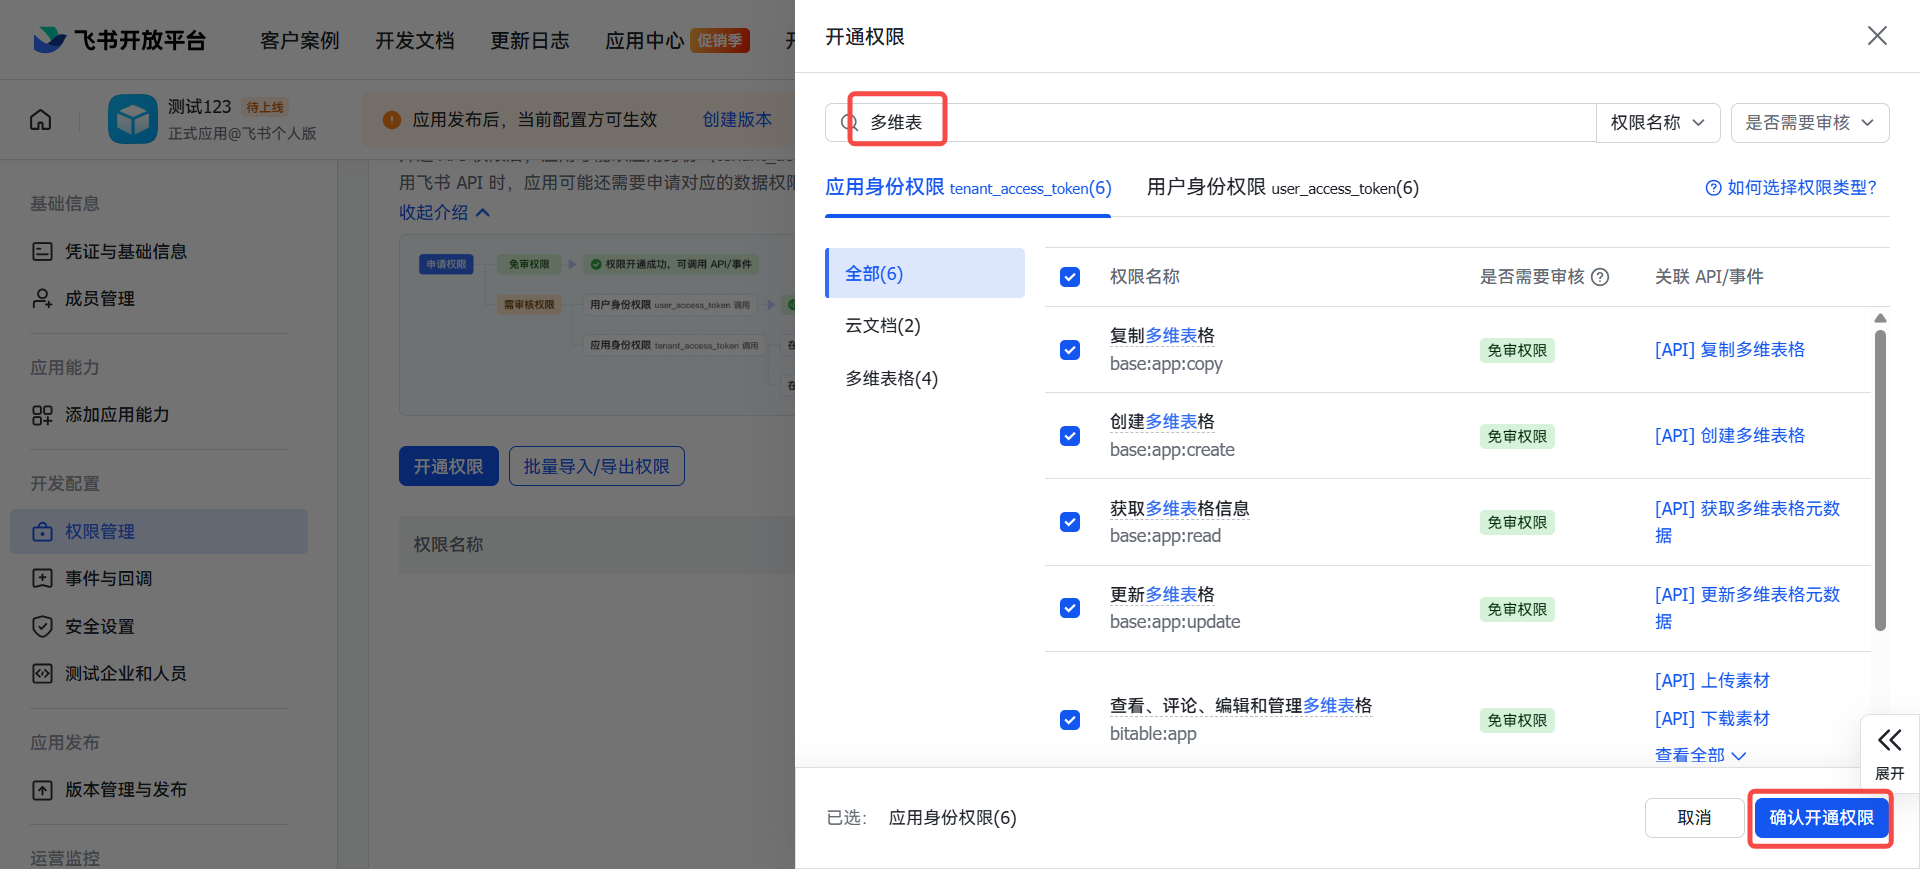 飞书开放平台
客户案例
开发文档
更新日志
应用中心
促销季
测试123
待上线
正式应用@飞书个人版
应用发布后，当前配置方可生效
创建版本
用飞书 API 时，应用可能还需要申请对应的数据权限
收起介绍
申请权限
免审权限
权限开通成功，可调用 API/事件
需审核权限
用户身份权限 user_access_token 调用
应用身份权限 tenant_access_token 调用
开通权限
批量导入/导出权限
权限名称
基础信息
凭证与基础信息
成员管理
应用能力
添加应用能力
开发配置
权限管理
事件与回调
安全设置
测试企业和人员
应用发布
版本管理与发布
运营监控
开通权限
多维表
权限名称
是否需要审核
应用身份权限 tenant_access_token(6)
用户身份权限 user_access_token(6)
如何选择权限类型？
全部(6)
云文档(2)
多维表格(4)
权限名称
是否需要审核
关联 API/事件
复制多维表格
base:app:copy
免审权限
[API] 复制多维表格
创建多维表格
base:app:create
免审权限
[API] 创建多维表格
获取多维表格信息
base:app:read
免审权限
[API] 获取多维表格元数
据
更新多维表格
base:app:update
免审权限
[API] 更新多维表格元数
据
查看、评论、编辑和管理多维表格
bitable:app
免审权限
[API] 上传素材
[API] 下载素材
查看全部
展开
已选：
应用身份权限(6)
取消
确认开通权限